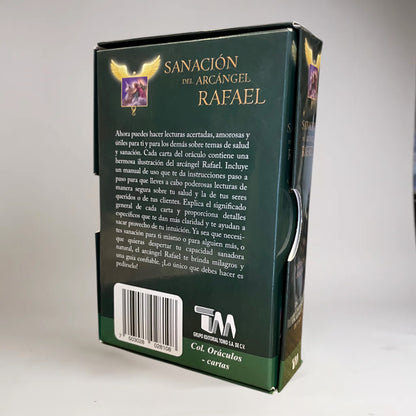 SANACIÓN
DEL ARCÁNGEL
RAFAEL
Ahora puedes hacer lecturas acertadas, amorosas y
útiles para ti y para los demás sobre temas de salud
y sanación. Cada carta del oráculo contiene una
hermosa ilustración del arcángel Rafael. Incluye
un manual de uso que te da instrucciones paso a
paso para que lleves a cabo poderosas lecturas de
manera segura sobre tu salud y la de tus seres
queridos o de tus clientes. Explica el significado
general de cada carta y proporciona detalles
específicos que te dan más claridad y te ayudan a
sacar provecho de tu intuición. Ya sea que necesi-
tes sanación para ti mismo o para alguien más, o
que quieras despertar tu capacidad sanadora
natural, el arcángel Rafael te brinda milagros y
una guía confiable. ¡Lo único que debes hacer es
pedírselo!
7 503028 028108
TM
GRUPO EDITORIAL TOMO S.A. DE C.V.
Col. Oráculos
- cartas